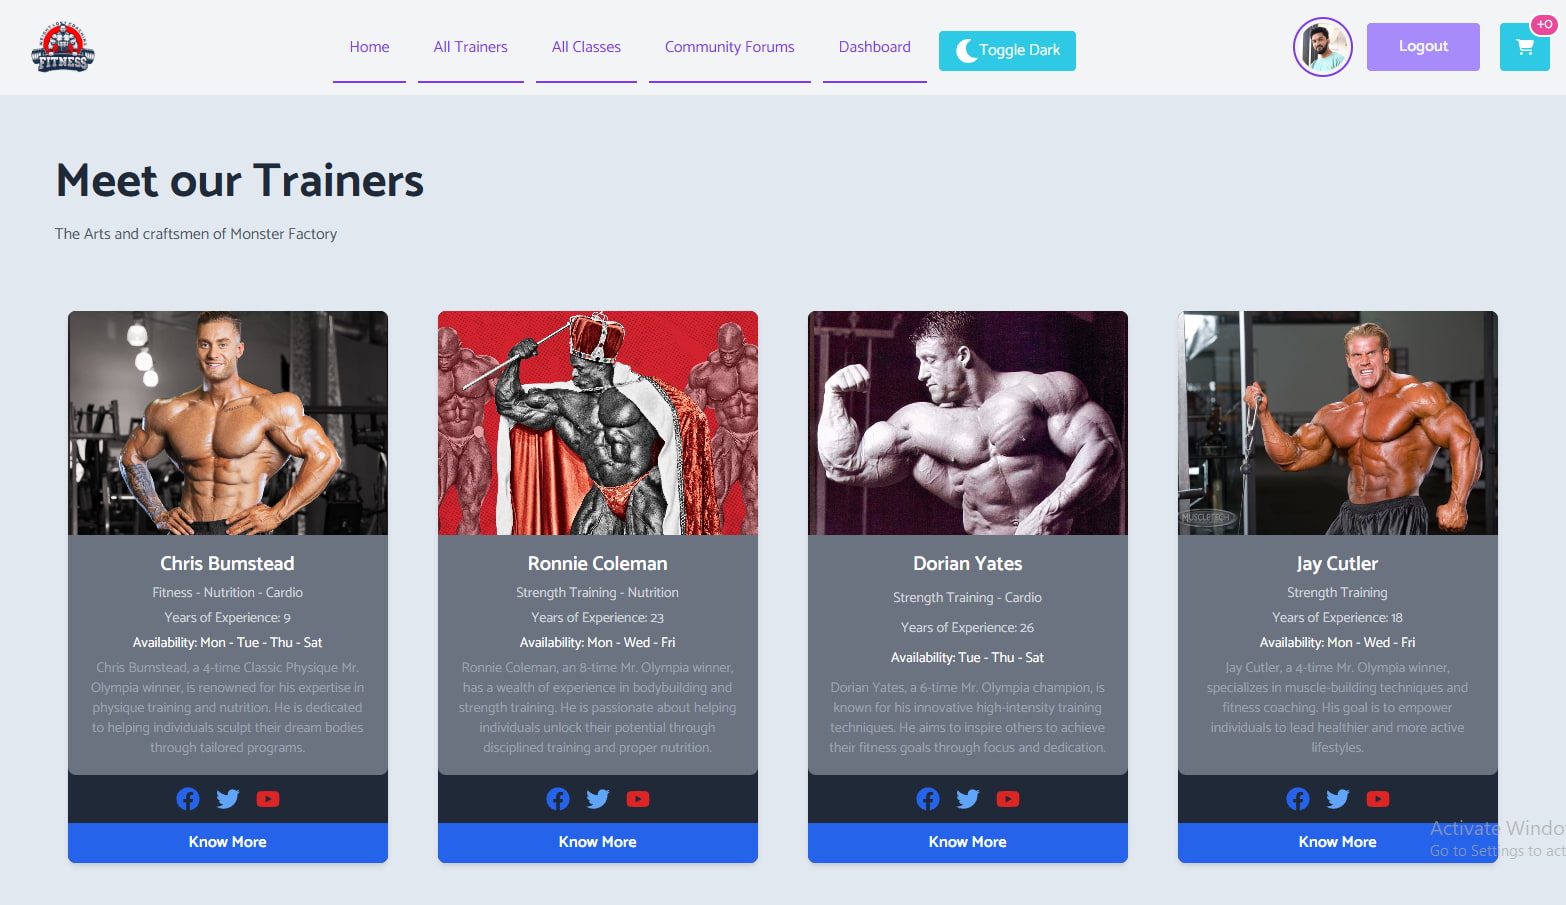 FITNESS
Home
All Trainers
All Classes
Community Forums
Dashboard
Toggle Dark
Logout
+0
Meet our Trainers
The Arts and craftsmen of Monster Factory
MUSCLETECH
Chris Bumstead
Fitness - Nutrition - Cardio
Years of Experience: 9
Availability: Mon - Tue - Thu - Sat
Chris Bumstead, a 4-time Classic Physique Mr.
Olympia winner, is renowned for his expertise in
physique training and nutrition. He is dedicated
to helping individuals sculpt their dream bodies
through tailored programs.
Know More
Ronnie Coleman
Strength Training - Nutrition
Years of Experience: 23
Availability: Mon - Wed - Fri
Ronnie Coleman, an 8-time Mr. Olympia winner,
has a wealth of experience in bodybuilding and
strength training. He is passionate about helping
individuals unlock their potential through
disciplined training and proper nutrition.
Know More
Dorian Yates
Strength Training - Cardio
Years of Experience: 26
Availability: Tue - Thu - Sat
Dorian Yates, a 6-time Mr. Olympia champion, is
known for his innovative high-intensity training
techniques. He aims to inspire others to achieve
their fitness goals through focus and dedication.
Know More
Jay Cutler
Strength Training
Years of Experience: 18
Availability: Mon - Wed - Fri
Jay Cutler, a 4-time Mr. Olympia winner,
specializes in muscle-building techniques and
fitness coaching. His goal is to empower
individuals to lead healthier and more active
lifestyles.
Know More
Activate Windo
Go to Settings to act